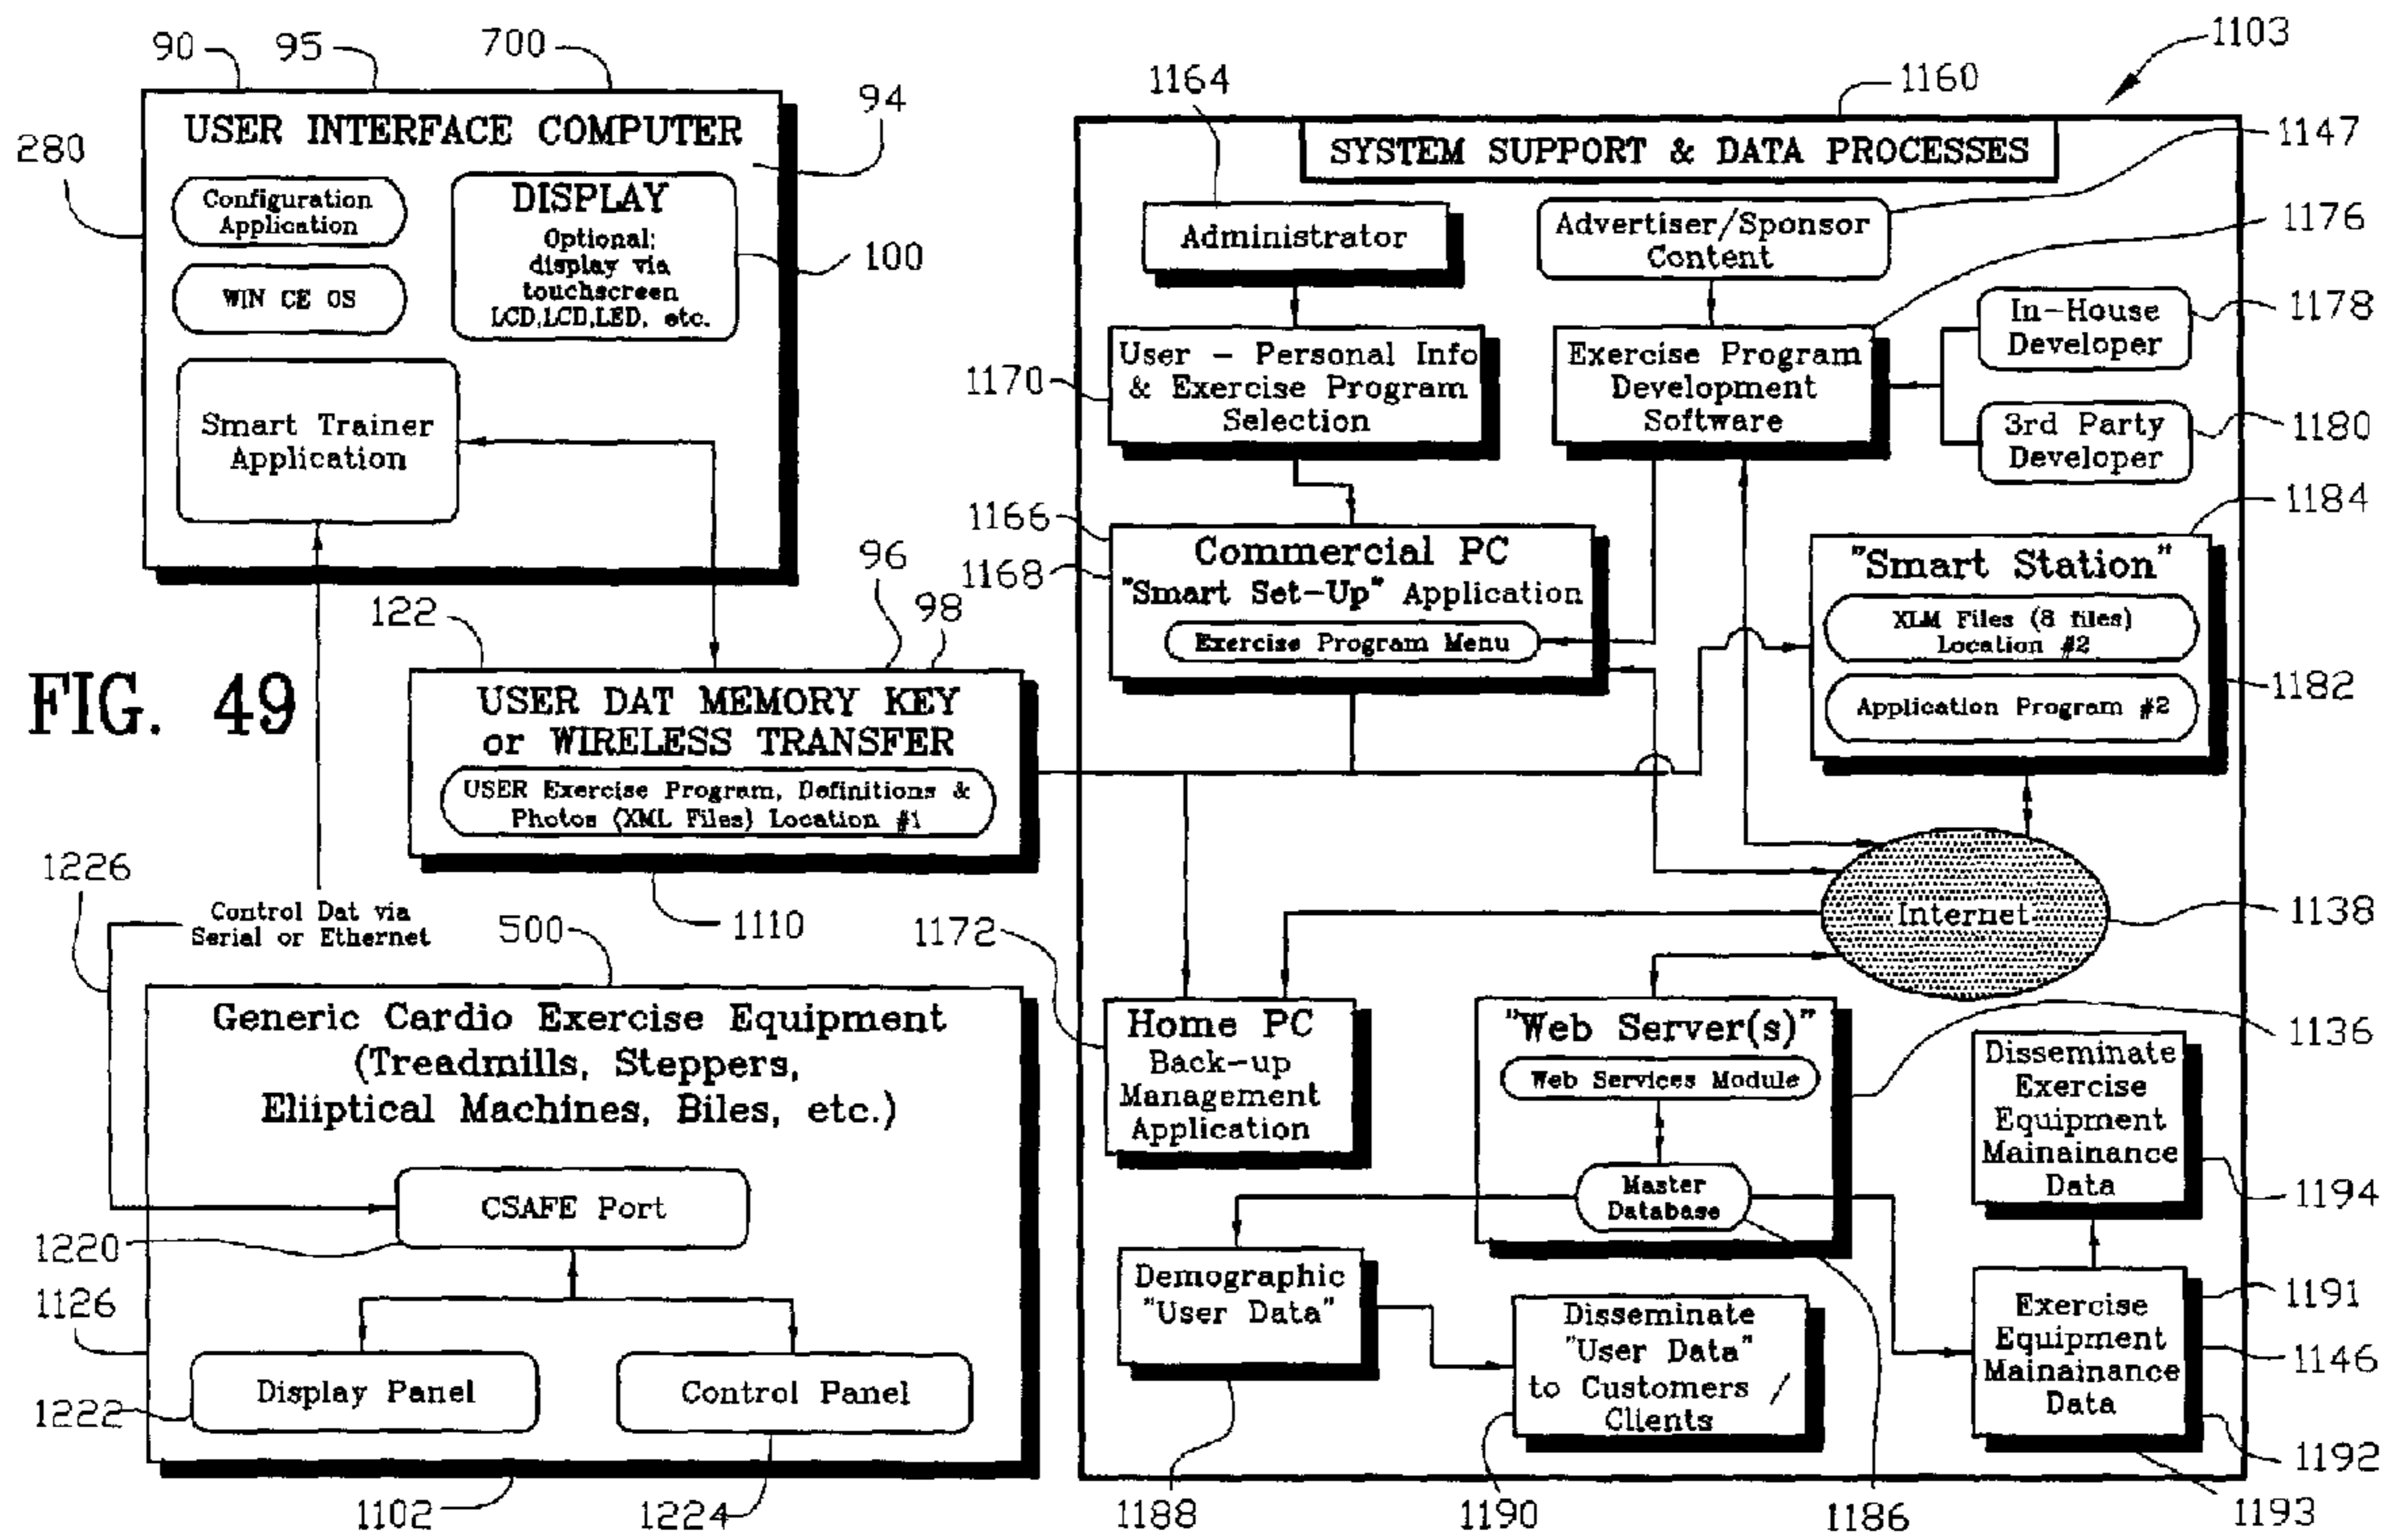 90
95
700
94
280
USER INTERFACE COMPUTER
Configuration
Application
WIN CE OS
DISPLAY
Optional:
display via
touchscreen
LCD,LCD,LED, etc.
100
Smart Trainer
Application
122
96
98
FIG. 49
USER DAT MEMORY KEY
or WIRELESS TRANSFER
USER Exercise Program, Definitions &
Photos (XML Files) Location #1
1110
1226
Control Dat via
Serial or Ethernet
500
Generic Cardio Exercise Equipment
(Treadmills, Steppers,
Eliiptical Machines, Biles, etc.)
CSAFE Port
1220
1126
Display Panel
Control Panel
1222
1102
1224
1103
1160
1164
SYSTEM SUPPORT & DATA PROCESSES
1147
Administrator
Advertiser/Sponsor
Content
1176
1170
User - Personal Info
& Exercise Program
Selection
Exercise Program
Development
Software
In-House
Developer
1178
3rd Party
Developer
1180
1166
1168
Commercial PC
"Smart Set-Up" Application
Exercise Program Menu
1184
"Smart Station"
XLM Files (8 files)
Location #2
Application Program #2
1182
Internet
1138
1172
Home PC
Back-up
Management
Application
"Web Server(s)"
Web Services Module
Master
Database
1136
Disseminate
Exercise
Equipment
Mainainance
Data
1194
Demographic
"User Data"
Disseminate
"User Data"
to Customers /
Clients
Exercise
Equipment
Mainainance
Data
1191
1146
1192
1188
1190
1186
1193